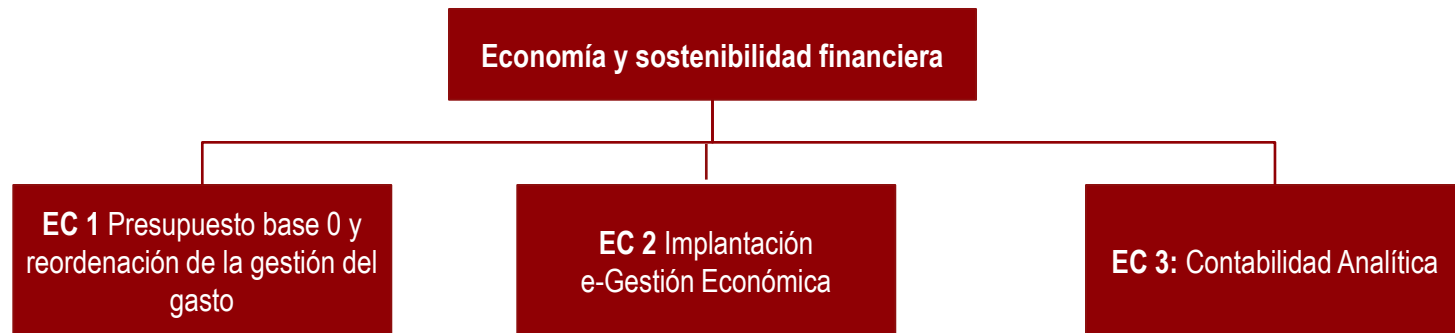 Economía y sostenibilidad financiera
EC 1 Presupuesto base 0 y
reordenación de la gestión del
gasto
EC 2 Implantación
e-Gestión Económica
EC 3: Contabilidad Analítica